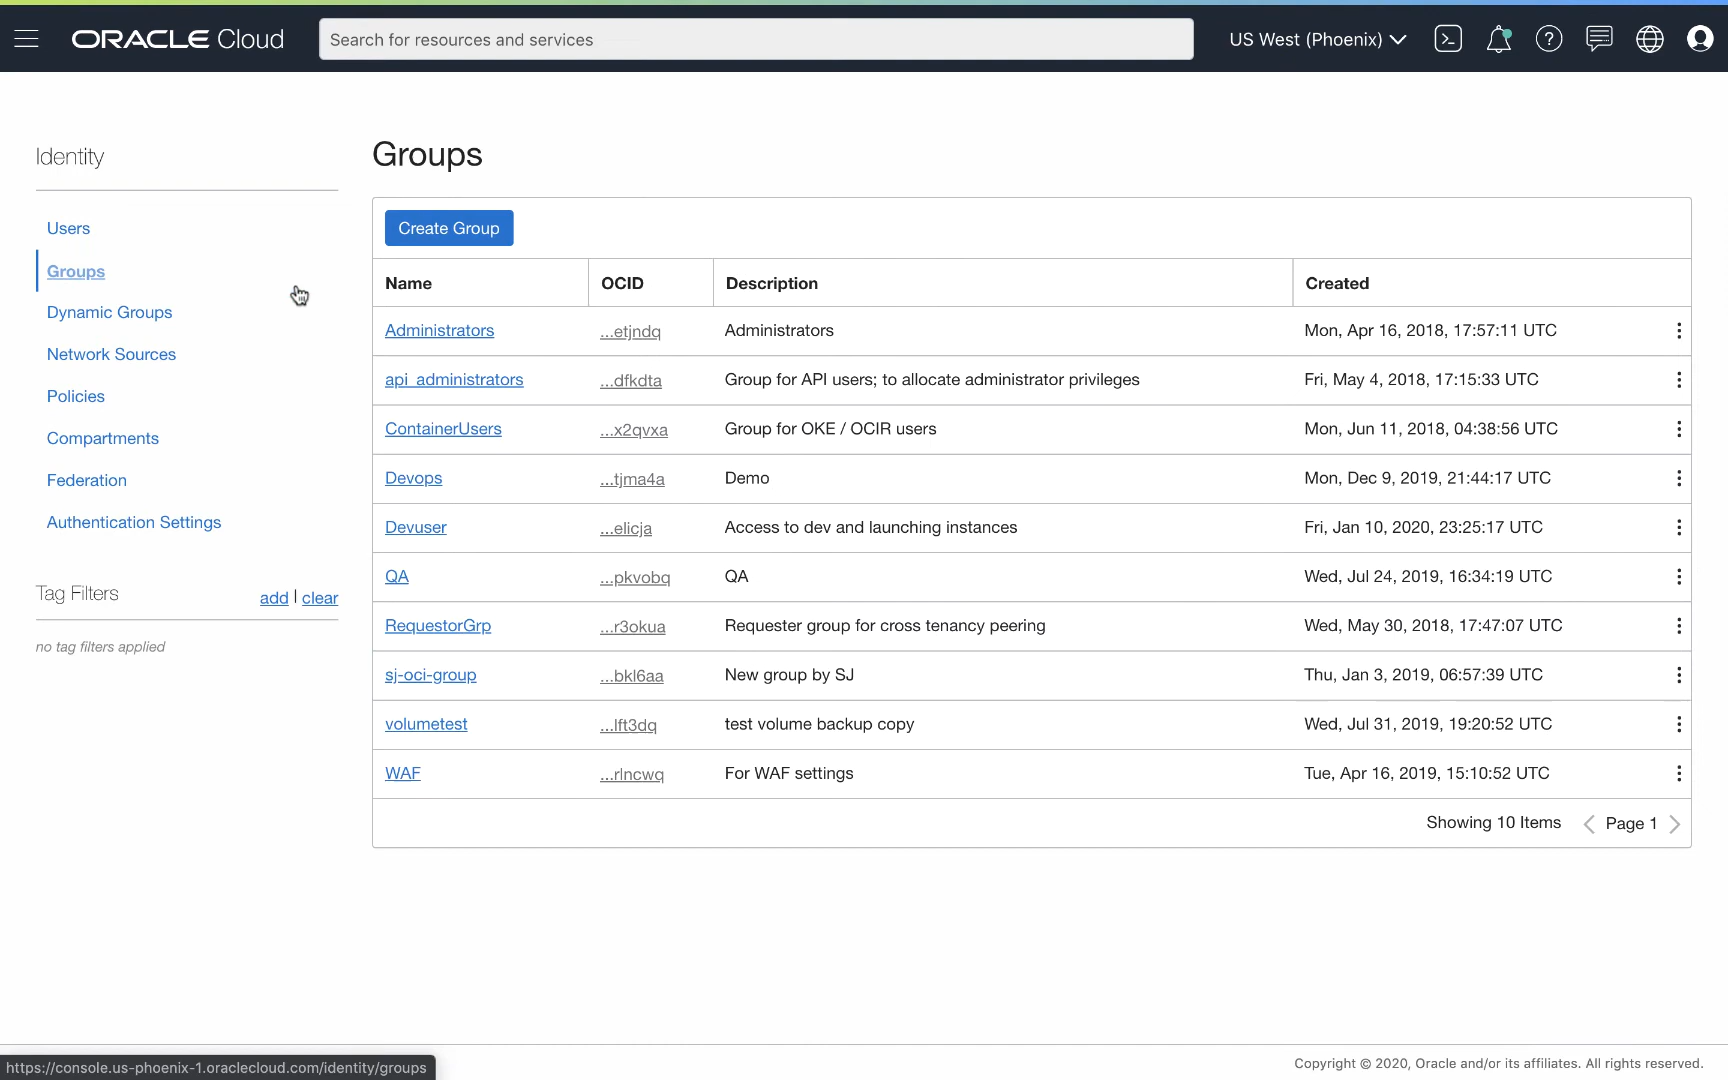 ORACLE Cloud
Search for resources and services
US West (Phoenix)
Identity
Users
Groups
Dynamic Groups
Network Sources
Policies
Compartments
Federation
Authentication Settings
Tag Filters
add | clear
no tag filters applied
Groups
Create Group
Name OCID Description Created
Administrators ...etjndq Administrators Mon, Apr 16, 2018, 17:57:11 UTC
api_administrators ...dfkdta Group for API users; to allocate administrator privileges Fri, May 4, 2018, 17:15:33 UTC
ContainerUsers ...x2qvxa Group for OKE / OCIR users Mon, Jun 11, 2018, 04:38:56 UTC
Devops ...tjma4a Demo Mon, Dec 9, 2019, 21:44:17 UTC
Devuser ...elicja Access to dev and launching instances Fri, Jan 10, 2020, 23:25:17 UTC
QA ...pkvobq QA Wed, Jul 24, 2019, 16:34:19 UTC
RequestorGrp ...r3okua Requester group for cross tenancy peering Wed, May 30, 2018, 17:47:07 UTC
sj-oci-group ...bkl6aa New group by SJ Thu, Jan 3, 2019, 06:57:39 UTC
volumetest ...lft3dq test volume backup copy Wed, Jul 31, 2019, 19:20:52 UTC
WAF ...rlncwq For WAF settings Tue, Apr 16, 2019, 15:10:52 UTC
Showing 10 Items
Page 1
https://console.us-phoenix-1.oraclecloud.com/identity/groups
Copyright © 2020, Oracle and/or its affiliates. All rights reserved.